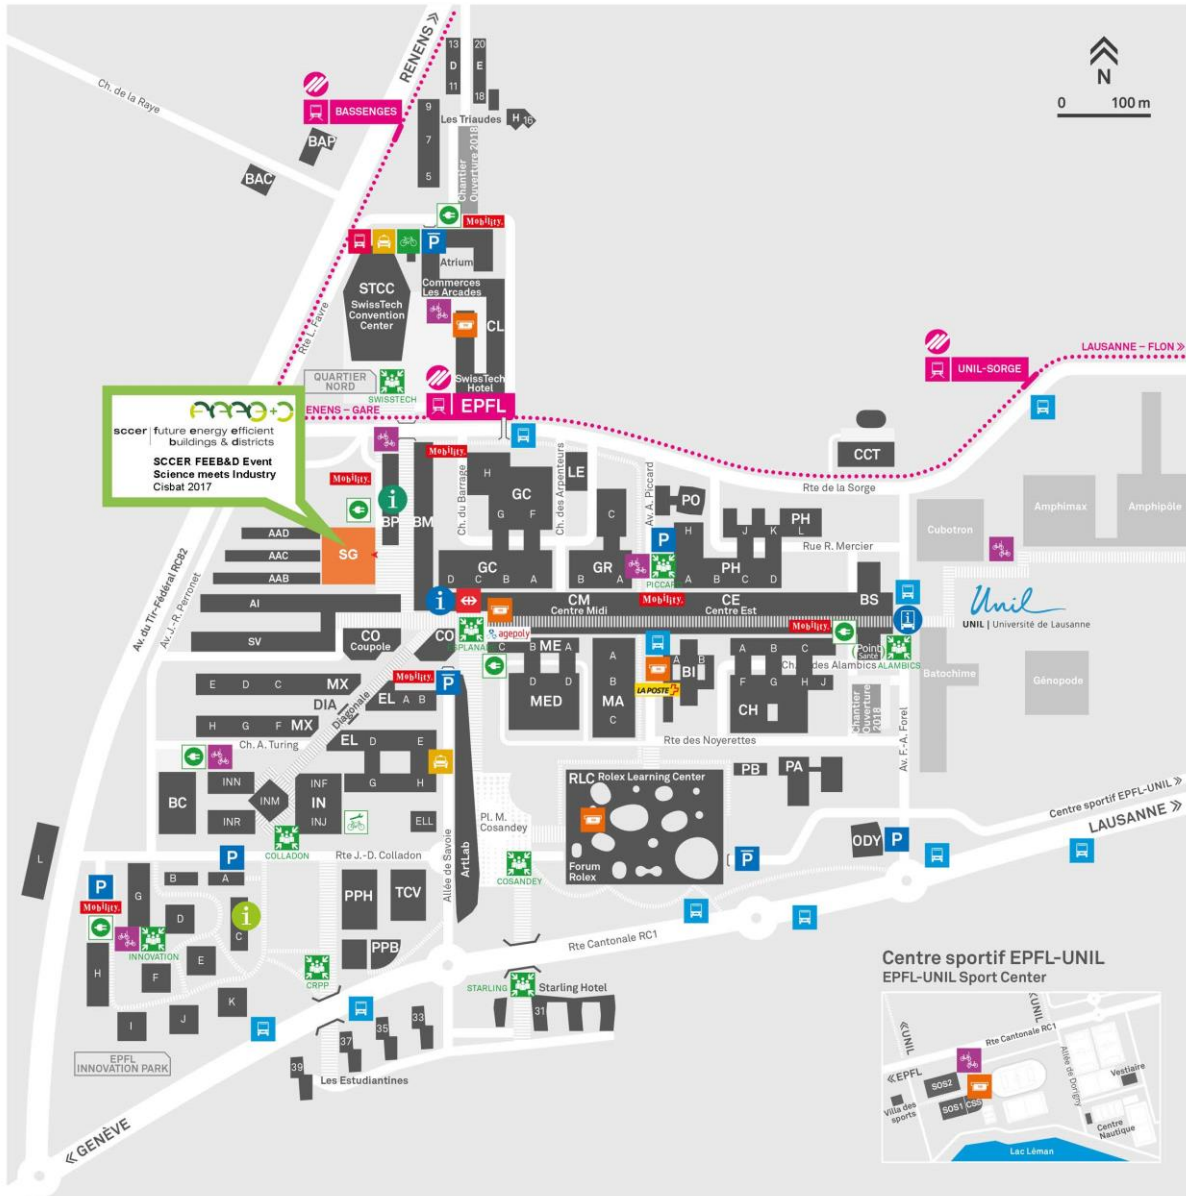 RENENS »
13
D
11
20
E
18
9
7
5
H 16
Les Triaudes
Chantier
Ouverture 2018
N
0 100 m
Ch. de la Raye
BASSENGES
BAP
BAC
Mobility.
P
Atrium
Commerces
Les Arcades
STCC
SwissTech
Convention
Center
CL
Rte L. Favre
QUARTIER
NORD
SWISSTECH
SwissTech
Hotel
EPFL
ENENS – GARE
UNIL-SORGE
LAUSANNE – FLON »
sccer | future energy efficient
buildings & districts
SCCER FEEB&D Event
Science meets Industry
Cisbat 2017
Mobility.
Mobility.
i
BP
BM
Ch. du Barrage
H
GC
G F
LE
Ch. des Arpenteurs
C
Av. A. Piccard
PO
P
CCT
Rte de la Sorge
H
J K L
PH
Rue R. Mercier
Cubotron
Amphimax
Amphipôle
AAD
AAC
AAB
SG
GC
D C B A
GR
B A
PICCARD
PH
A B C D
AI
SV
CO
Coupole
CO
i
CM
Centre Midi
Mobility.
CE
Centre Est
BS
Unil
UNIL | Université de Lausanne
ESPLANADE
agepoly
Mobility.
Point
Santé
ALAMBICS
Batochime
Génopode
Av. du Tir-Fédéral RC82
Av. J.-R. Perronet
E D C MX
DIA
Diagonale
Mobility.
P
EL A B
C ME B A
D D
MED
A
B
MA
C
LA POSTE
A B
BI
A B C
F G H J
CH
Chantier
Ouverture
2018
Av. F.-A. Forel
H G F MX
Ch. A. Turing
EL D E
G H
Rte des Noyerettes
BC
INN
INM
INR
INF
IN
INJ
ELL
COLLADON
Rte J.-D. Colladon
Allée de Savoie
ArtLab
Pl. M.
Cosandey
COSANDEY
RLC Rolex Learning Center
Forum
Rolex
PB
PA
P
ODY
P
Centre sportif EPFL-UNIL »
LAUSANNE »
L
P
Mobility.
P
B
A
G
D
C
i
H
INNOVATION
F
E
K
I
J
EPFL
INNOVATION PARK
PPH
TCV
PPB
CRPP
Rte Cantonale RC1
STARLING
Starling Hotel
31
33
35
37
39
Les Estudiantines
« GENÈVE
Centre sportif EPFL-UNIL
EPFL-UNIL Sport Center
« UNIL
« UNIL
Rte Cantonale RC1
« EPFL
SOS2
SOS1
CSS
Villa des
sports
Allée de Dorigny
Vestiaire
Centre
Nautique
Lac Léman